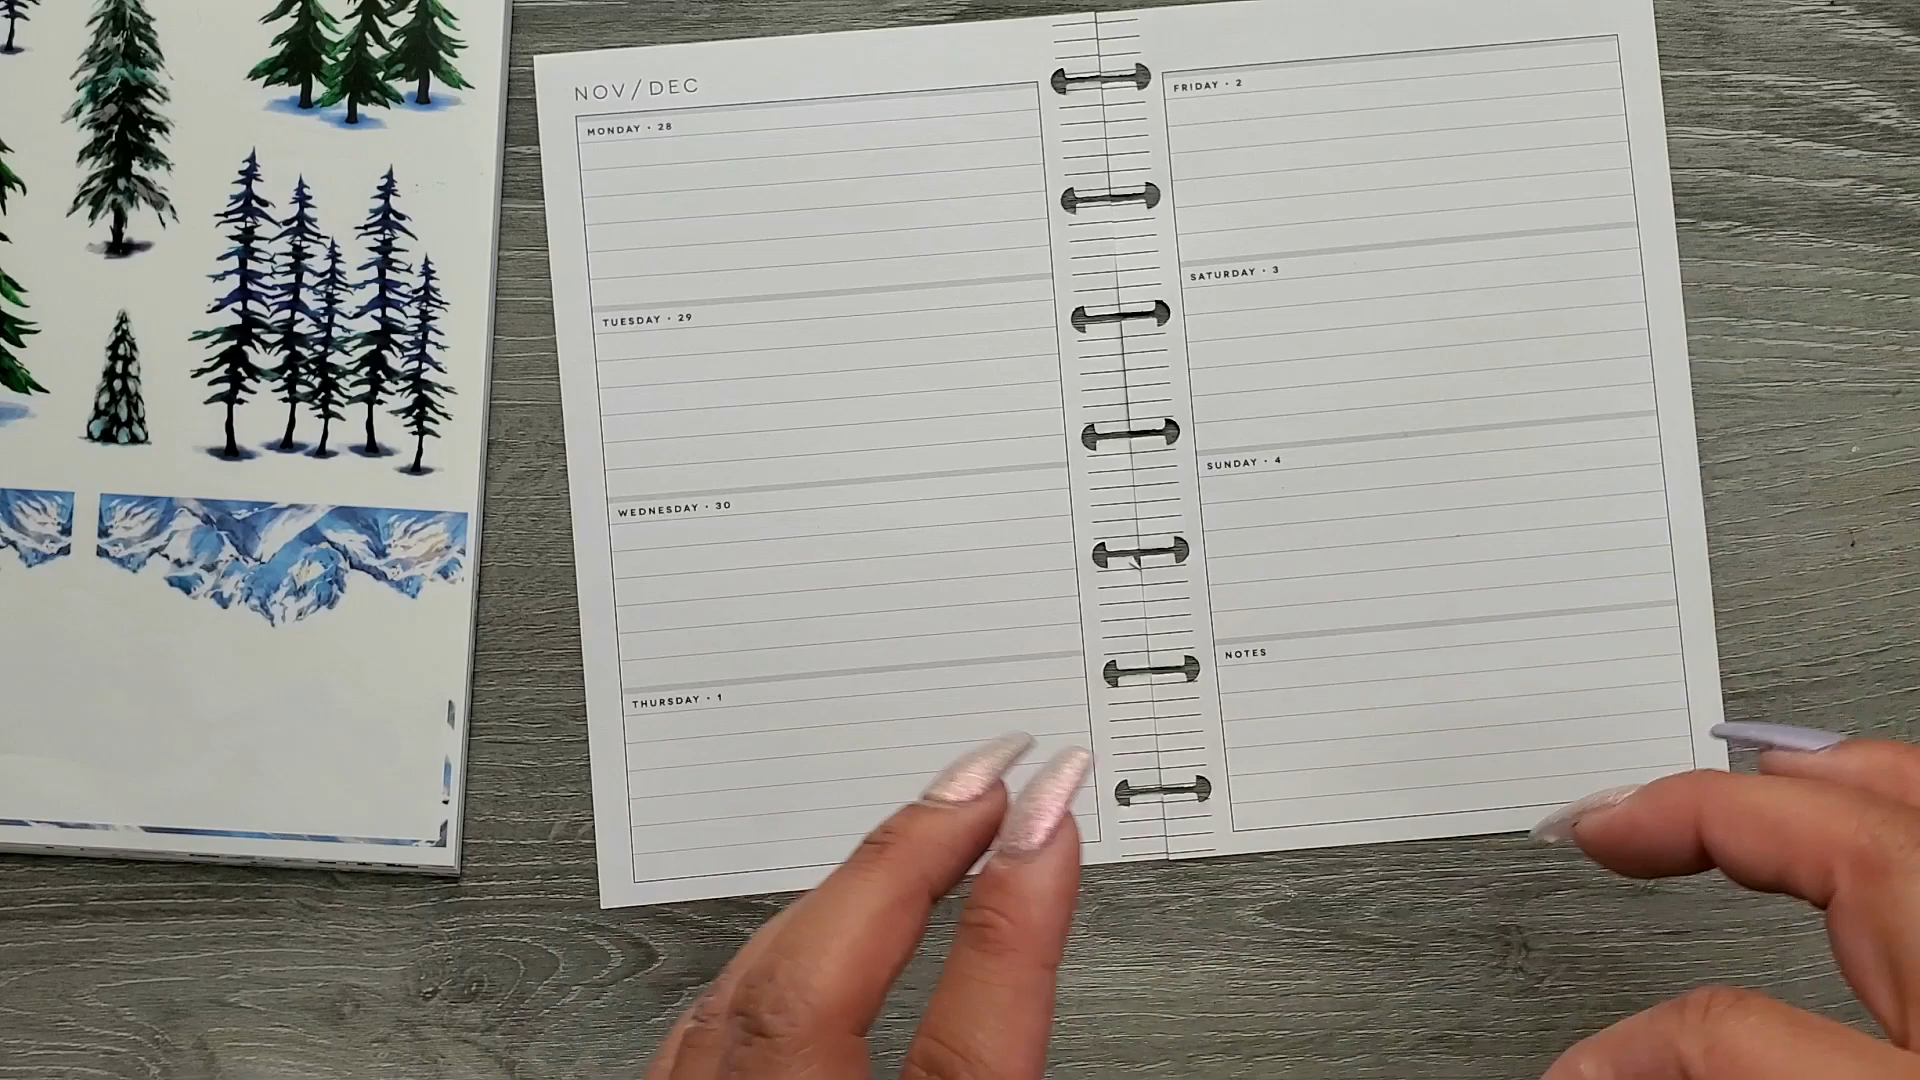 NOV/DEC
MONDAY · 28
TUESDAY · 29
WEDNESDAY · 30
THURSDAY · 1
FRIDAY · 2
SATURDAY · 3
SUNDAY · 4
NOTES